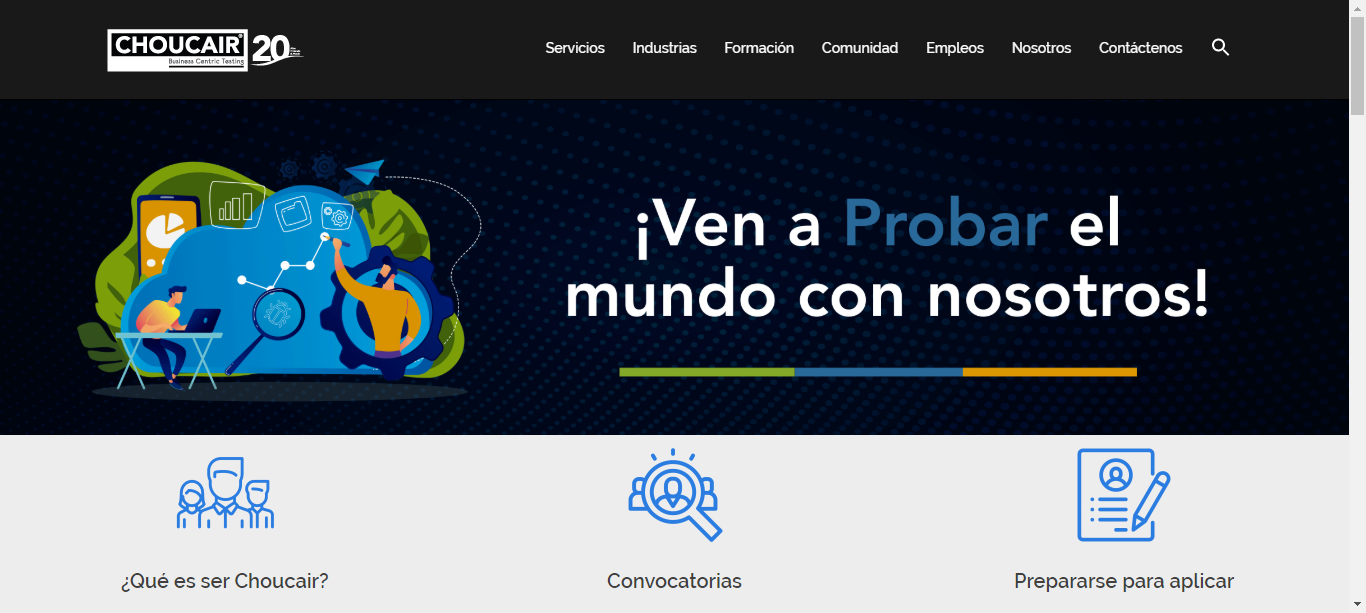 CHOUCAIR®
Business Centric Testing
20
Servicios
Industrias
Formación
Comunidad
Empleos
Nosotros
Contáctenos
¡Ven a Probar el
mundo con nosotros!
¿Qué es ser Choucair?
Convocatorias
Prepararse para aplicar